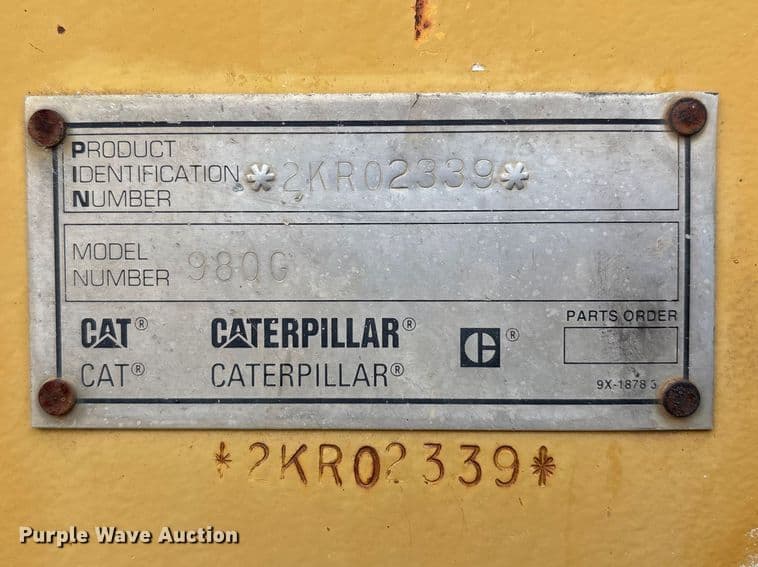 PRODUCT
IDENTIFICATION *2KR02339*
NUMBER
MODEL
NUMBER 980G
PARTS ORDER
CAT® CATERPILLAR® C ®
CAT® CATERPILLAR®
9X-1878 3
*2KR02339*
Purple Wave Auction